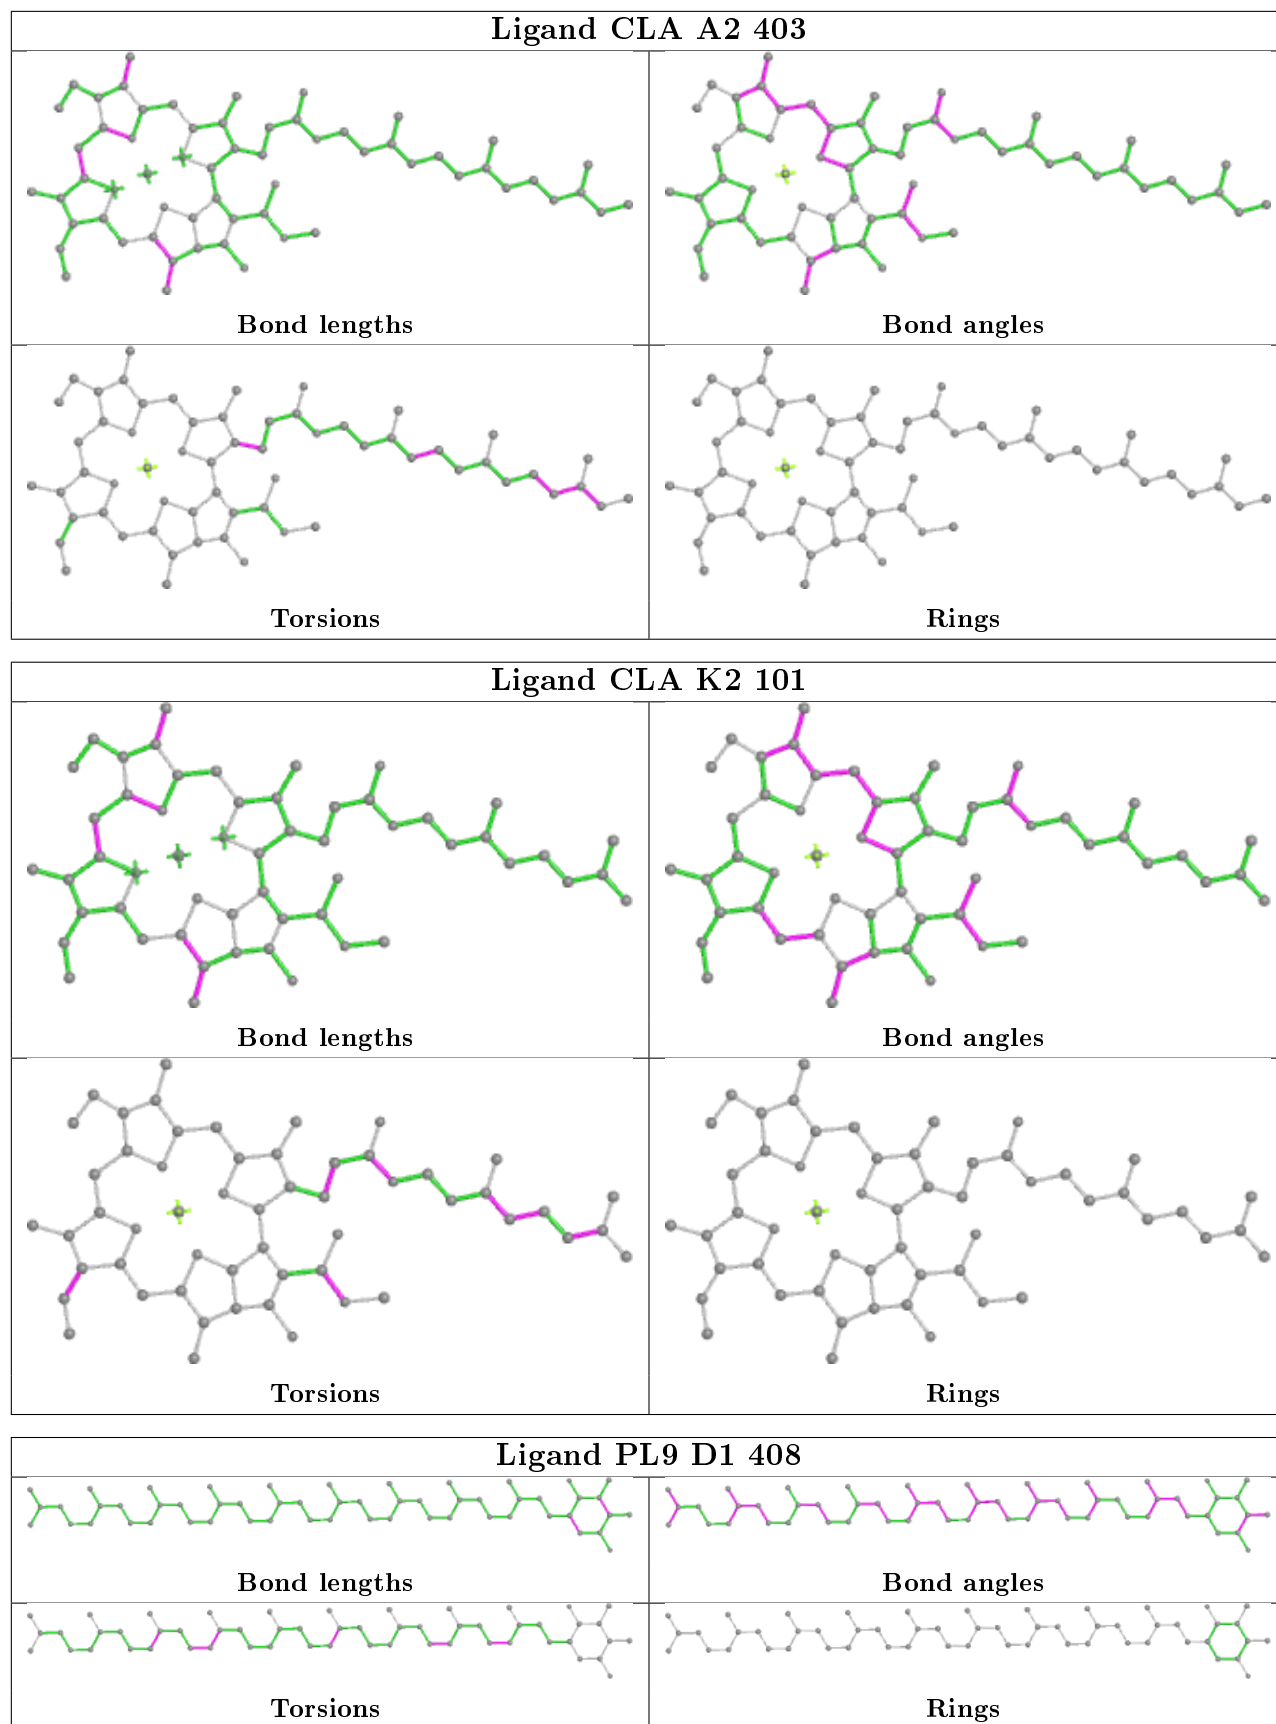 Ligand CLA A2 403
Bond lengths
Bond angles
Torsions
Rings
Ligand CLA K2 101
Bond lengths
Bond angles
Torsions
Rings
Ligand PL9 D1 408
Bond lengths
Bond angles
Torsions
Rings